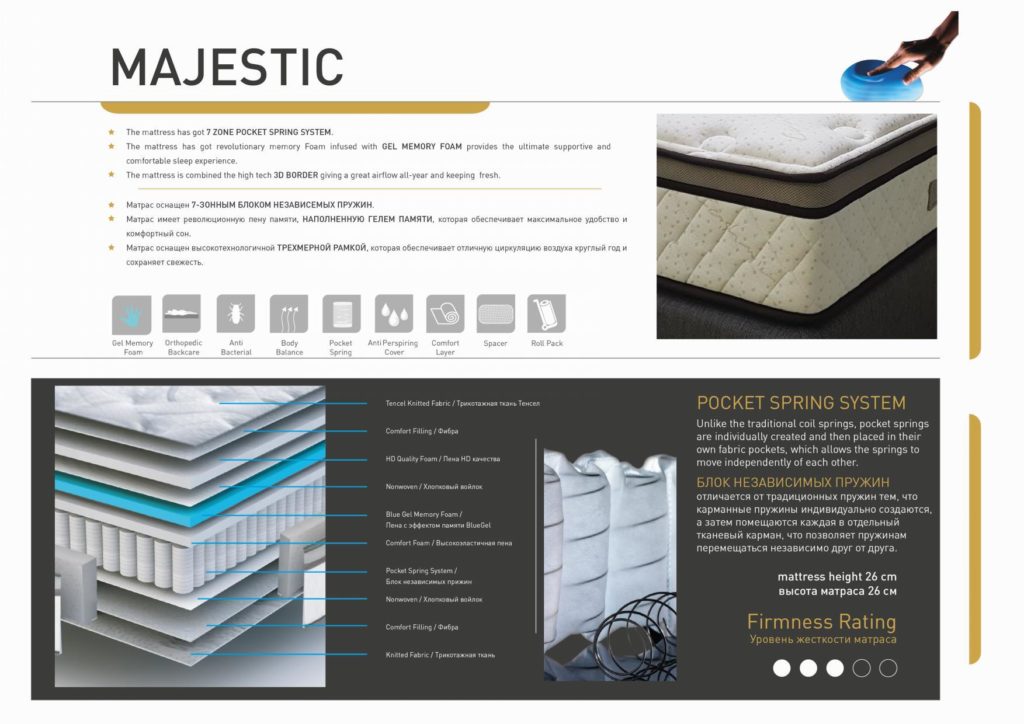 MAJESTIC
The mattress has got 7 ZONE POCKET SPRING SYSTEM.
The mattress has got revolutionary memory Foam infused with GEL MEMORY FOAM provides the ultimate supportive and
comfortable sleep experience.
The mattress is combined the high tech 3D BORDER giving a great airflow all-year and keeping fresh.
Матрас оснащен 7-ЗОННЫМ БЛОКОМ НЕЗАВИСЕМЫХ ПРУЖИН.
Матрас имеет революционную пену памяти, НАПОЛНЕННУЮ ГЕЛЕМ ПАМЯТИ, которая обеспечивает максимальное удобство и
комфортный сон.
Матрас оснащен высокотехнологичной ТРЕХМЕРНОЙ РАМКОЙ, которая обеспечивает отличную циркуляцию воздуха круглый год и
сохраняет свежесть.
Gel Memory
Foam
Orthopedic
Backcare
Anti
Bacterial
Body
Balance
Pocket
Spring
Anti Perspiring
Cover
Comfort
Layer
Spacer
Roll Pack
Tencel Knitted Fabric / Трикотажная ткань Тенсел
Comfort Filling / Фибра
HD Quality Foam / Пена HD качества
Nonwoven / Хлопковый войлок
Blue Gel Memory Foam /
Пена с эффектом памяти BlueGel
Comfort Foam / Высокоэластичная пена
Pocket Spring System /
Блок независимых прижин
Nonwoven / Хлопковый войлок
Comfort Filling / Фибра
Knitted Fabric / Трикотажная ткань
POCKET SPRING SYSTEM
Unlike the traditional coil springs, pocket springs
are individually created and then placed in their
own fabric pockets, which allows the springs to
move independently of each other.
БЛОК НЕЗАВИСИМЫХ ПРУЖИН
отличается от традиционных пружин тем, что
карманные пружины индивидуально создаются,
а затем помещаются каждая в отдельный
тканевый карман, что позволяет пружинам
перемещаться независимо друг от друга.
mattress height 26 cm
высота матраса 26 см
Firmness Rating
Уровень жесткости матраса